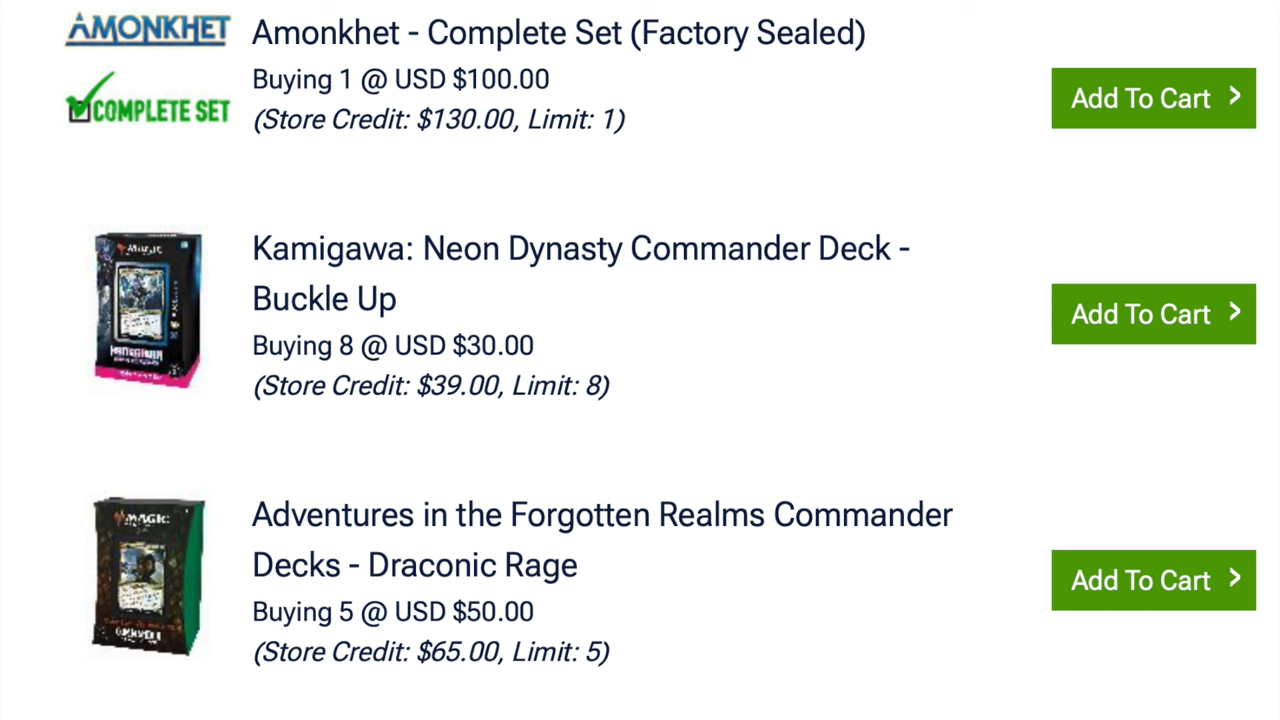 AMONKHET
COMPLETE SET
Amonkhet - Complete Set (Factory Sealed)
Buying 1 @ USD $100.00
(Store Credit: $130.00, Limit: 1)
Add To Cart >
MAGIC
Kamigawa: Neon Dynasty Commander Deck -
Buckle Up
Buying 8 @ USD $30.00
(Store Credit: $39.00, Limit: 8)
Add To Cart >
MAGIC
Adventures in the Forgotten Realms Commander
Decks - Draconic Rage
Buying 5 @ USD $50.00
(Store Credit: $65.00, Limit: 5)
Add To Cart >